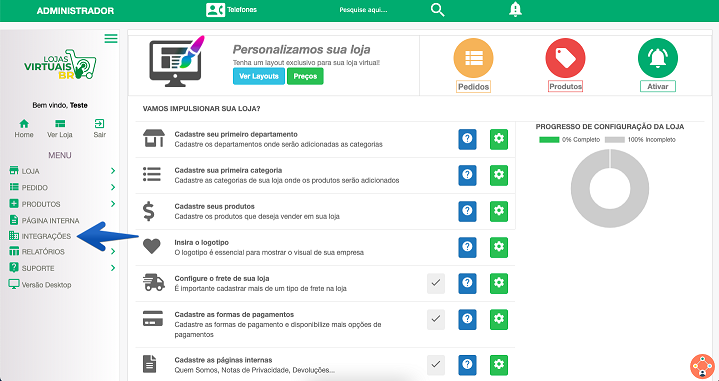 ADMINISTRADOR
Telefones
Pesquise aqui...
LOJAS
VIRTUAIS
BR
Bem vindo, Teste
Home
Ver Loja
Sair
MENU
LOJA
PEDIDO
PRODUTOS
PÁGINA INTERNA
INTEGRAÇÕES
RELATÓRIOS
SUPORTE
Versão Desktop
Personalizamos sua loja
Tenha um layout exclusivo para sua loja virtual!
Ver Layouts
Preços
Pedidos
Produtos
Ativar
VAMOS IMPULSIONAR SUA LOJA?
Cadastre seu primeiro departamento
Cadastre os departamentos onde serão adicionadas as categorias
Cadastre sua primeira categoria
Cadastre as categorias de sua loja onde os produtos serão adicionados
Cadastre seus produtos
Cadastre os produtos que deseja vender em sua loja
Insira o logotipo
O logotipo é essencial para mostrar o visual de sua empresa
Configure o frete de sua loja
É importante cadastrar mais de um tipo de frete na loja
Cadastre as formas de pagamentos
Cadastre as formas de pagamento e disponibilize mais opções de
pagamentos
Cadastre as páginas internas
Quem Somos, Notas de Privacidade, Devoluções...
PROGRESSO DE CONFIGURAÇÃO DA LOJA
0% Completo
100% Incompleto